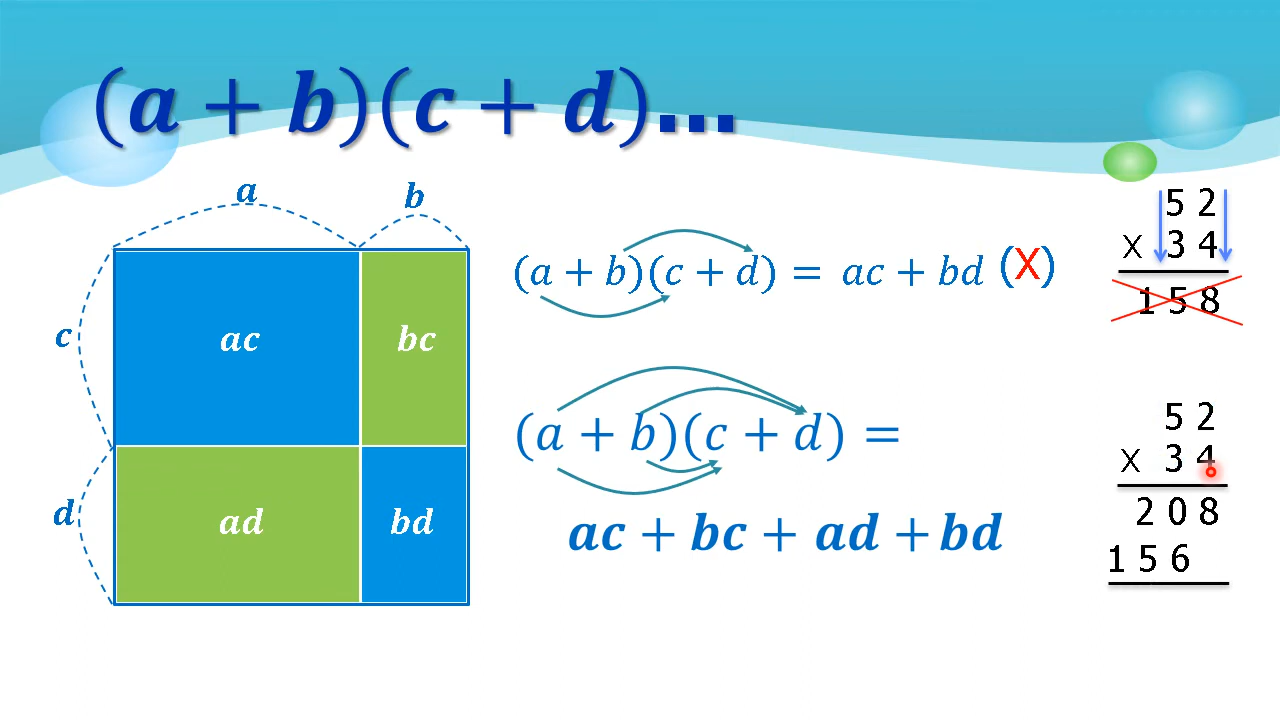 (a + b)(c + d)...
a
b
c
d
ac
bc
ad
bd
(a + b)(c + d) = ac + bd (X)
(a + b)(c + d) =
ac + bc + ad + bd
5 2
X 3 4
1 5 8
5 2
X 3 4
2 0 8
1 5 6